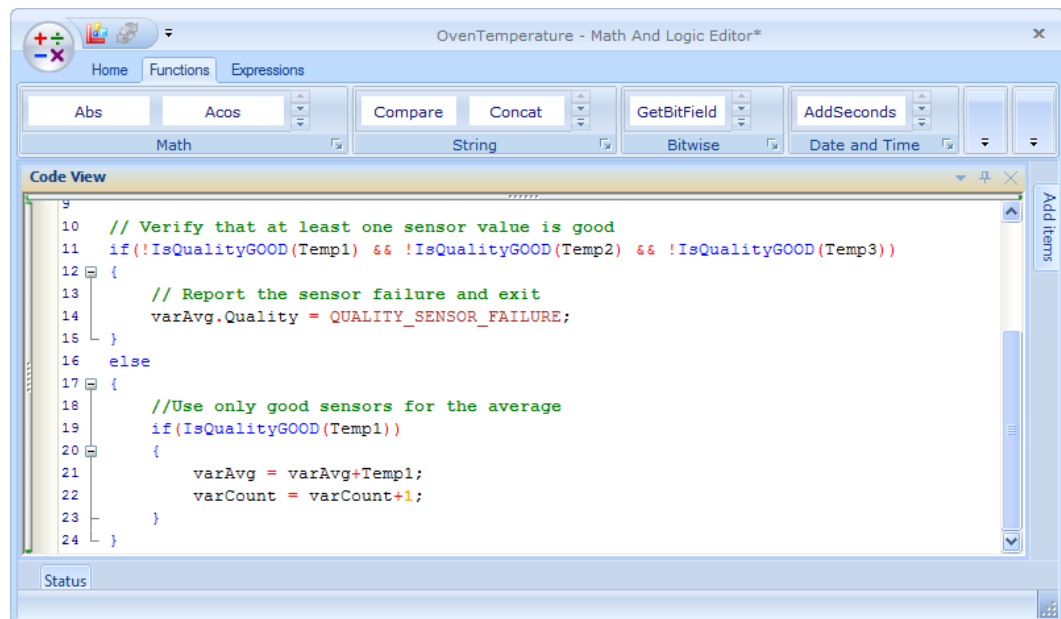 OvenTemperature - Math And Logic Editor*
Home Functions Expressions
Abs Acos Compare Concat GetBitField AddSeconds
Math String Bitwise Date and Time
Code View
Add items
9
10 // Verify that at least one sensor value is good
11 if(!IsQualityGOOD(Temp1) && !IsQualityGOOD(Temp2) && !IsQualityGOOD(Temp3))
12 {
13 // Report the sensor failure and exit
14 varAvg.Quality = QUALITY_SENSOR_FAILURE;
15 }
16 else
17 {
18 //Use only good sensors for the average
19 if(IsQualityGOOD(Temp1))
20 {
21 varAvg = varAvg+Temp1;
22 varCount = varCount+1;
23 }
24 }
Status